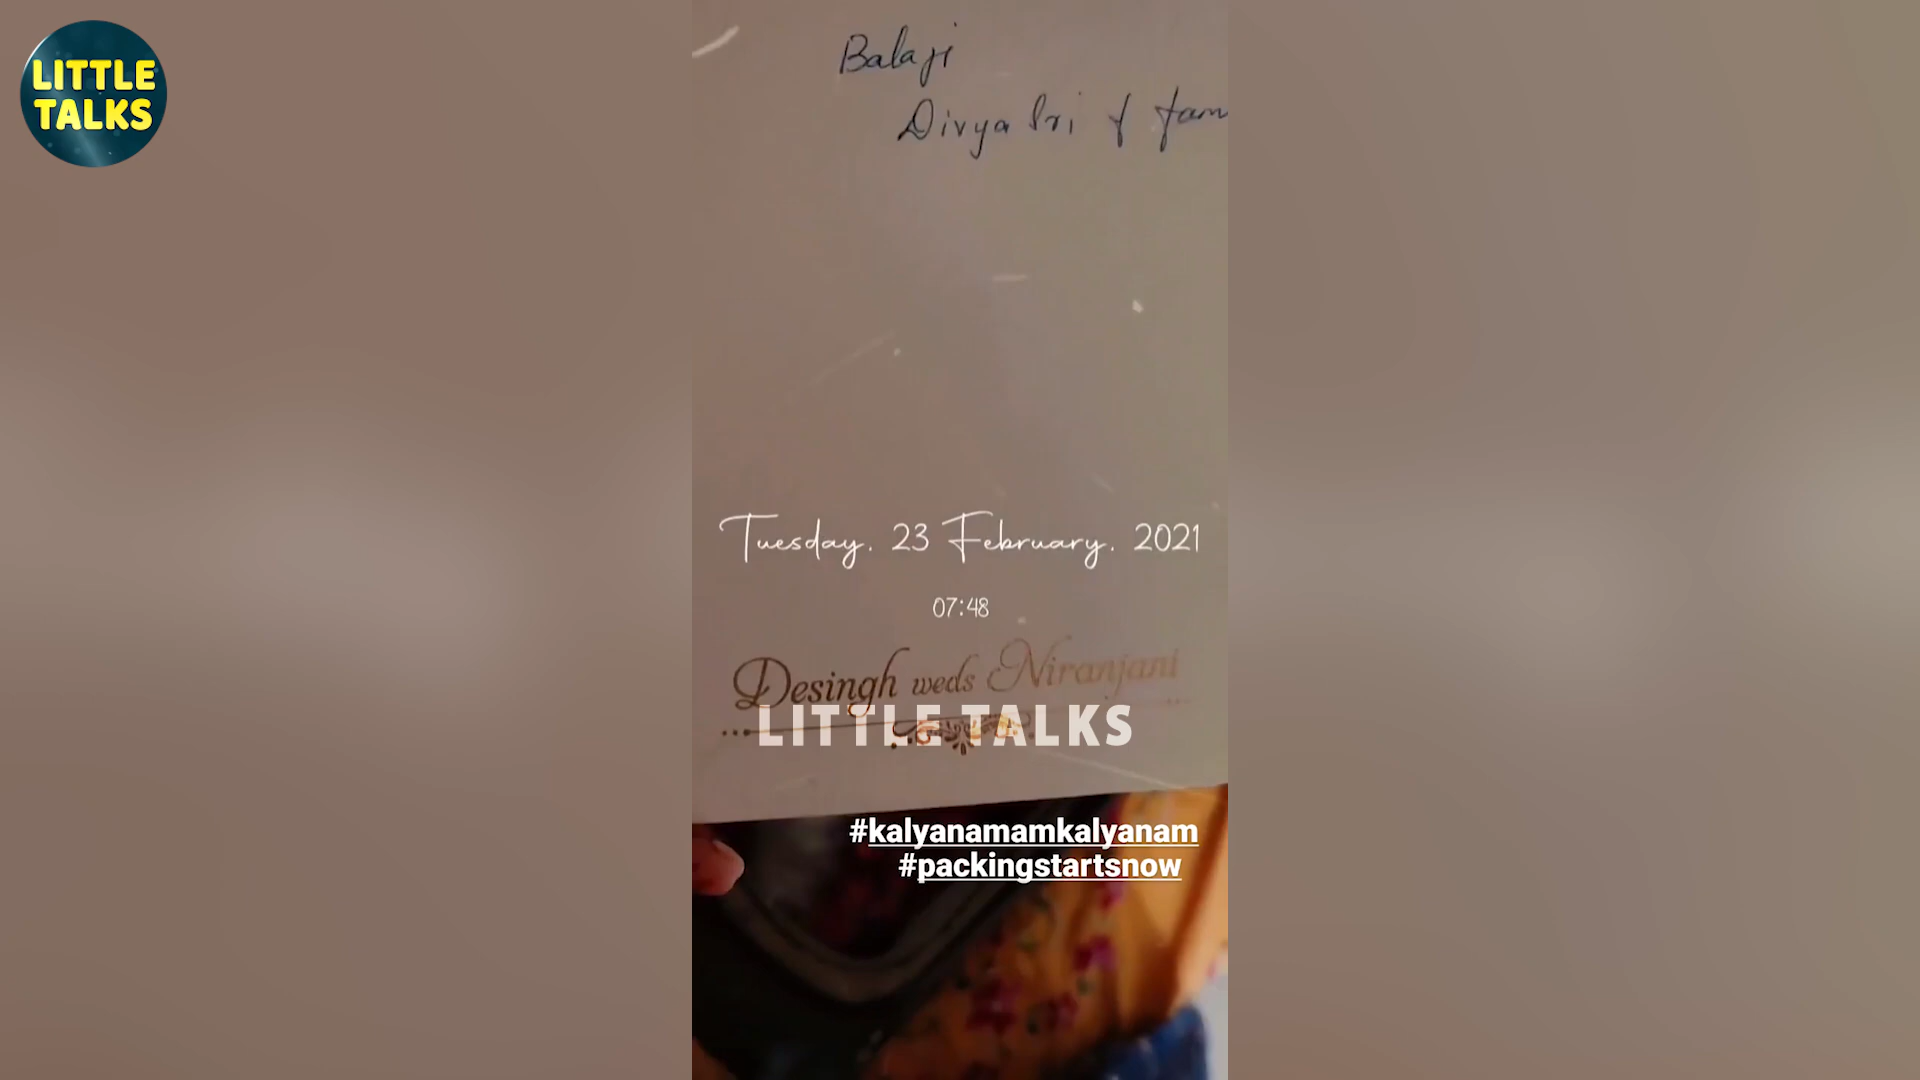 LITTLE
TALKS
Balaji
Divya Sri & fam
Tuesday. 23 February. 2021
07:48
Desingh weds Niranjani
LITTLE TALKS
#kalyanamamkalyanam
#packingstartsnow